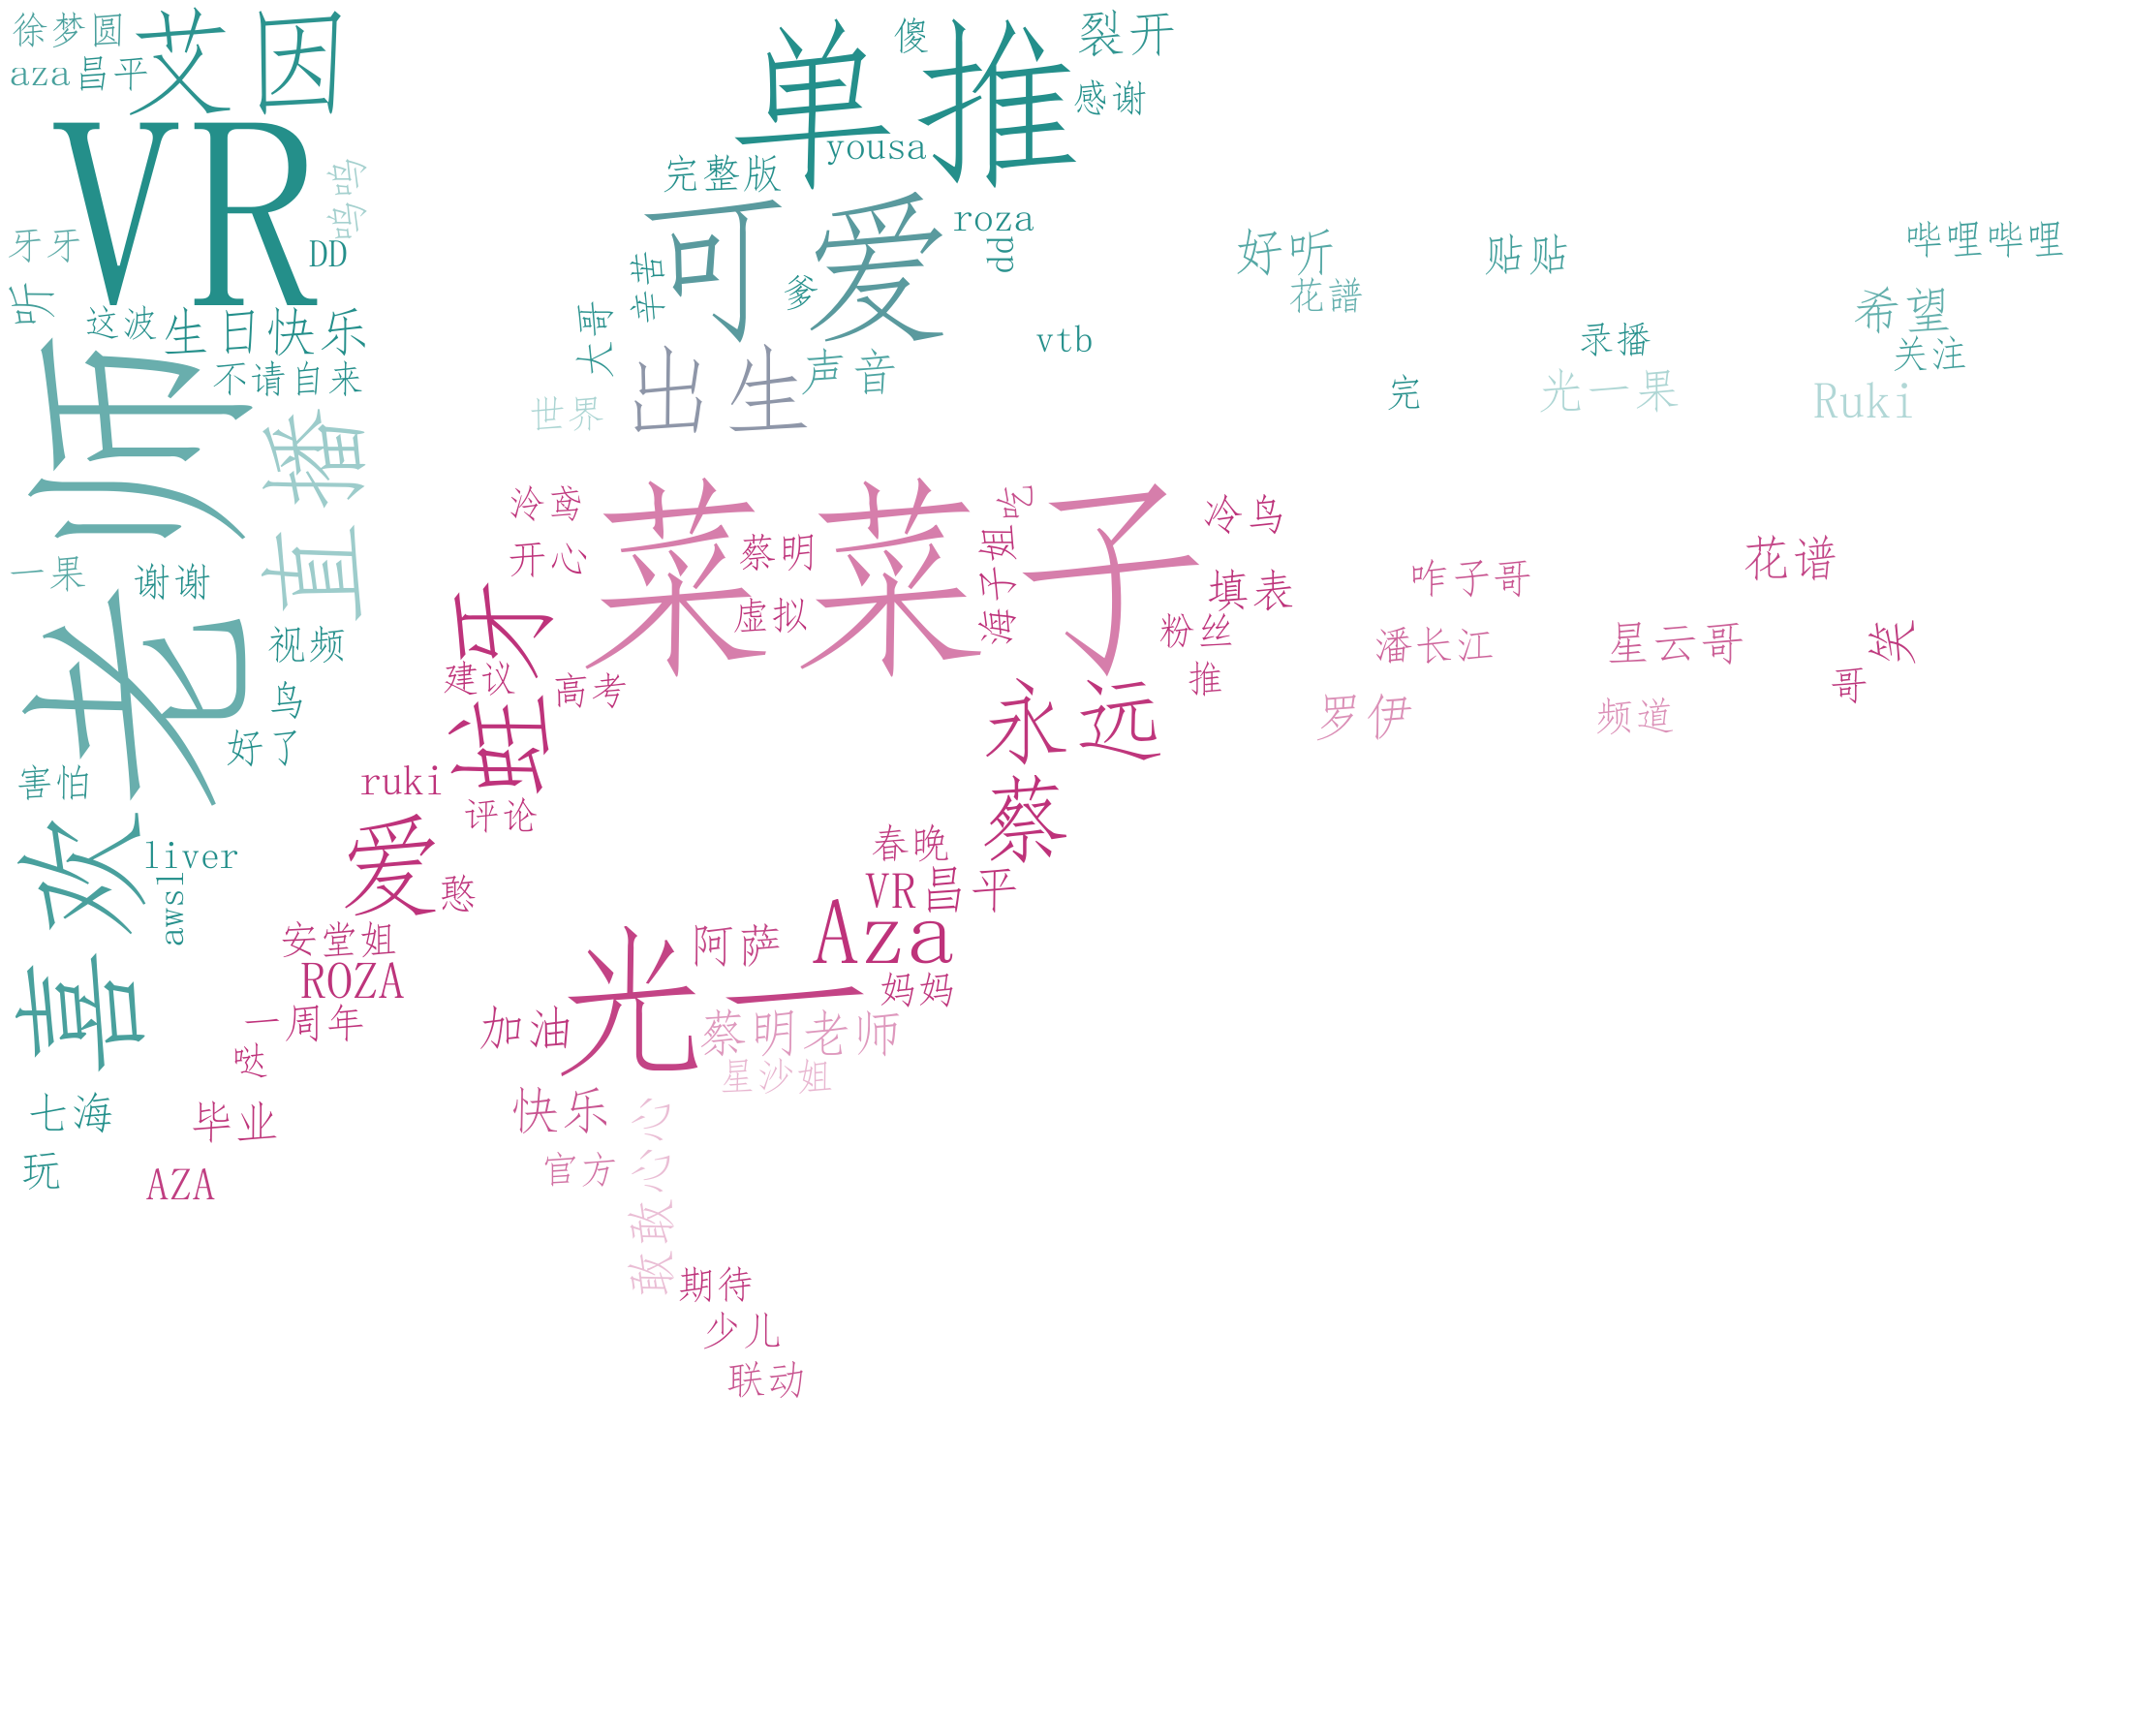 徐梦圆
艾因
aza昌平
单推
傻
裂开
感谢
VR
呜呜
yousa
完整版
可爱
roza
pp
牙牙
DD
听
辛苦
爹
大哥
好听
花譜
贴贴
哔哩哔哩
希望
关注
这波
生日快乐
不请自来
vtb
录播
完
光一果
Ruki
出生
声音
世界
老师
直播
泠鸢
开心
菜菜子
蔡明
虚拟
海子姐吃
冷鸟
填表
粉丝
推
咋子哥
花谱
潘长江
星云哥
张
哥
罗伊
频道
一果
谢谢
视频
鸟
好了
害怕
建议
高考
永远
蔡
ruki
评论
爱
憨
喜欢
liver
awsl
春晚
VR昌平
安堂姐
ROZA
光一
阿萨
Aza
妈妈
一周年
哒
加油
蔡明老师
星沙姐
七海
毕业
快乐
玩
AZA
官方
敢敢心心
期待
少儿
联动